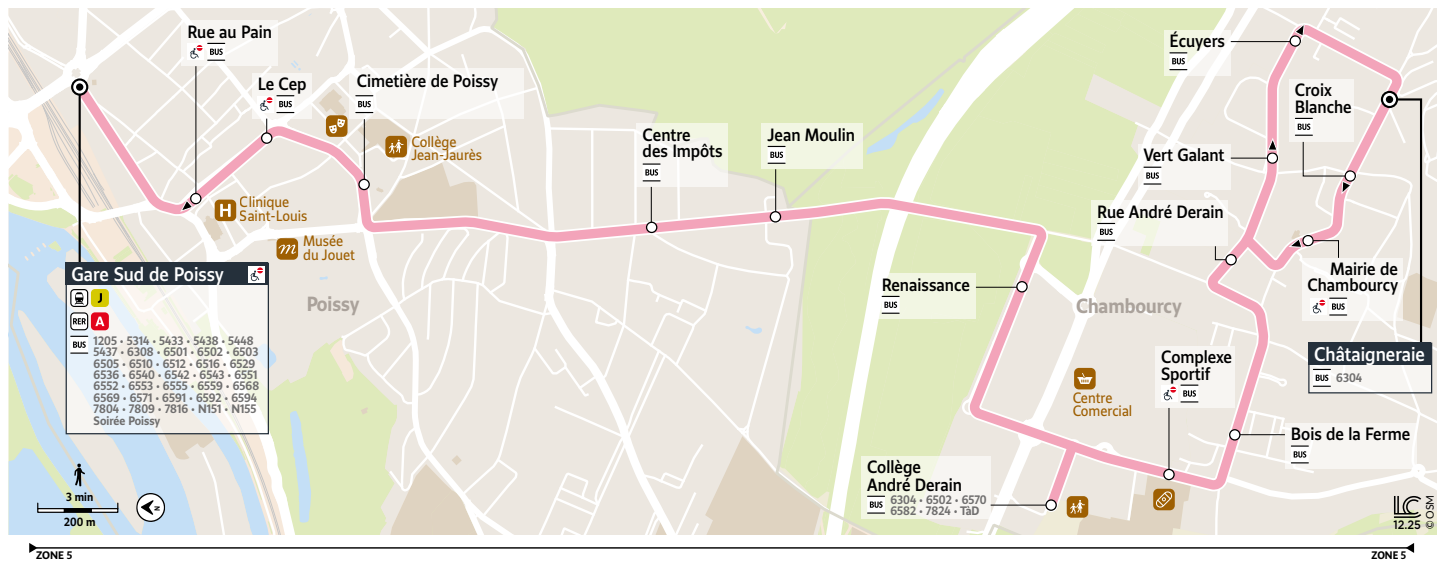 Rue au Pain
BUS
Le Cep
BUS
Cimetière de Poissy
BUS
Collège
Jean-Jaurès
H
Clinique
Saint-Louis
m
Musée
du Jouet
Gare Sud de Poissy
J
RER A
BUS
1205 • 5314 • 5433 • 5438 • 5448
5437 • 6308 • 6501 • 6502 • 6503
6505 • 6510 • 6512 • 6516 • 6529
6536 • 6540 • 6542 • 6543 • 6551
6552 • 6553 • 6555 • 6559 • 6568
6569 • 6571 • 6591 • 6592 • 6594
7804 • 7809 • 7816 • N151 • N155
Soirée Poissy
Poissy
3 min
200 m
N
Centre
des Impôts
BUS
Jean Moulin
BUS
Renaissance
BUS
Collège
André Derain
BUS
6304 • 6502 • 6570
6582 • 7824 • TàD
Centre
Comercial
Chambourcy
Complexe
Sportif
BUS
Bois de la Ferme
BUS
Rue André Derain
BUS
Vert Galant
BUS
Écuyers
BUS
Croix
Blanche
BUS
Mairie de
Chambourcy
BUS
Châtaigneraie
BUS 6304
LC
12.25
© OSM
ZONE 5
ZONE 5